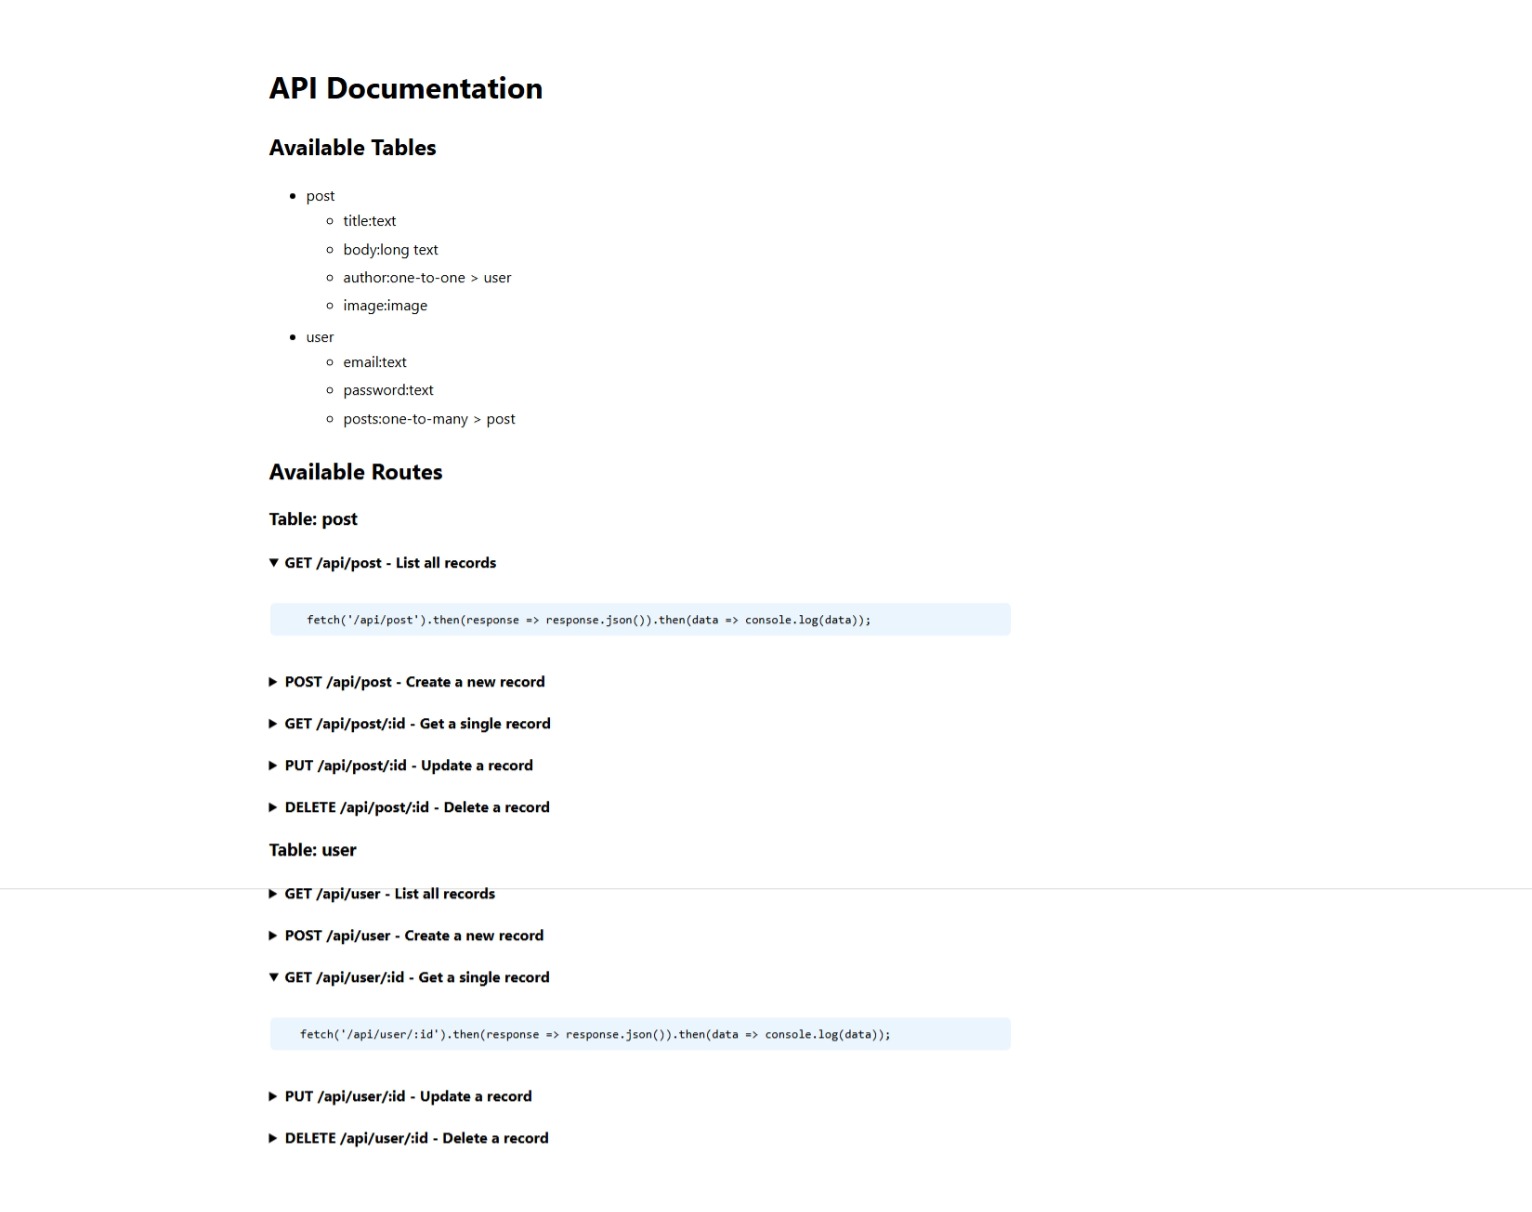 API Documentation
Available Tables
post
title:text
body:long text
author:one-to-one > user
image:image
user
email:text
password:text
posts:one-to-many > post
Available Routes
Table: post
GET /api/post - List all records
fetch('/api/post').then(response => response.json()).then(data => console.log(data));
POST /api/post - Create a new record
GET /api/post/:id - Get a single record
PUT /api/post/:id - Update a record
DELETE /api/post/:id - Delete a record
Table: user
GET /api/user - List all records
POST /api/user - Create a new record
GET /api/user/:id - Get a single record
fetch('/api/user/:id').then(response => response.json()).then(data => console.log(data));
PUT /api/user/:id - Update a record
DELETE /api/user/:id - Delete a record